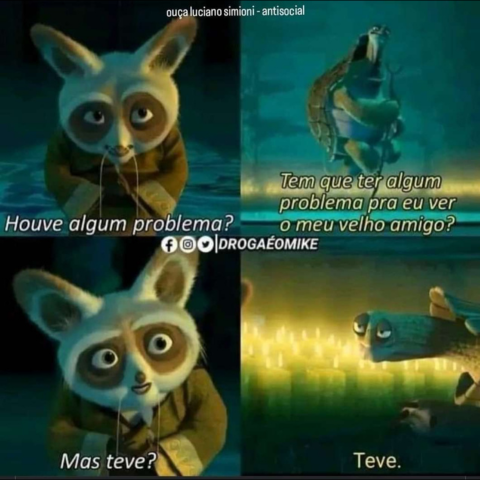 ouça luciano simioni - antisocial
Houve algum problema?
Tem que ter algum
problema pra eu ver
o meu velho amigo?
|DROGAÉOMIKE
Mas teve?
Teve.